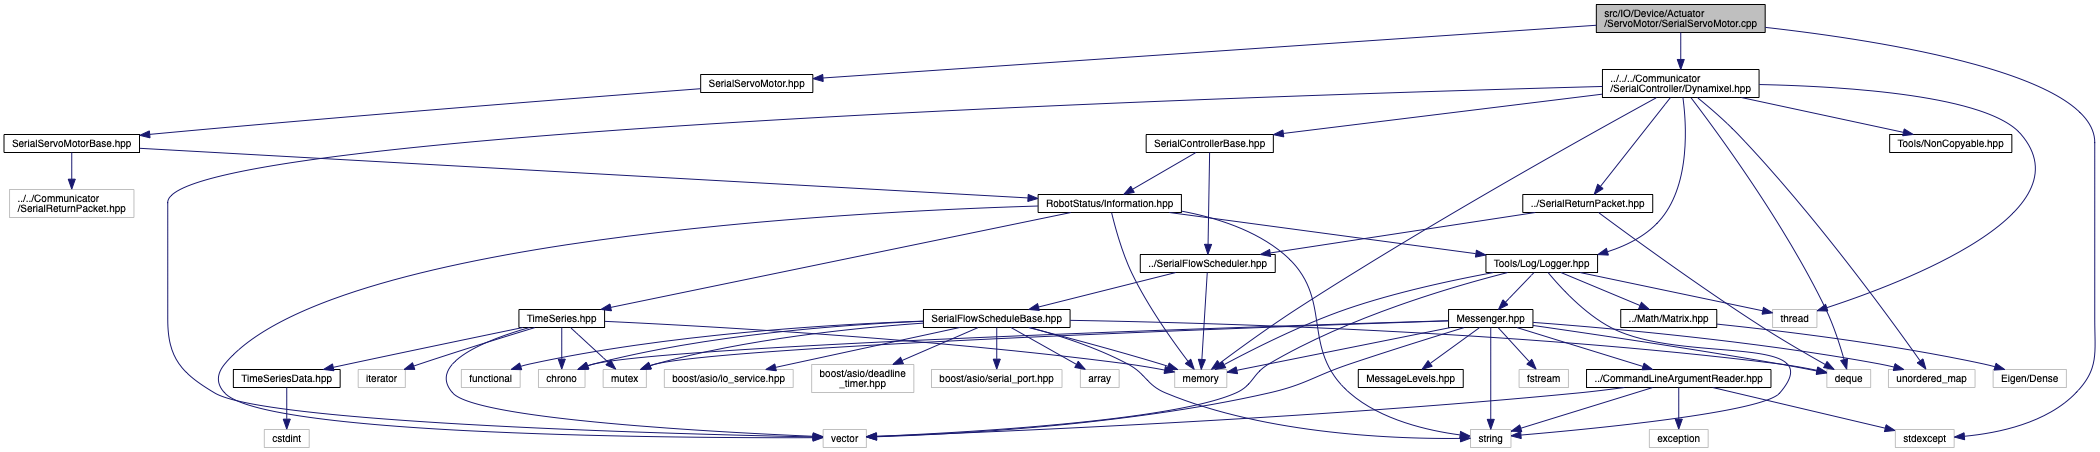 src/IO/Device/Actuator
/ServoMotor/SerialServoMotor.cpp
SerialServoMotor.hpp
../../../Communicator
/SerialController/Dynamixel.hpp
SerialServoMotorBase.hpp
SerialControllerBase.hpp
Tools/NonCopyable.hpp
../../Communicator
/SerialReturnPacket.hpp
RobotStatus/Information.hpp
../SerialReturnPacket.hpp
../SerialFlowScheduler.hpp
Tools/Log/Logger.hpp
TimeSeries.hpp
SerialFlowScheduleBase.hpp
Messenger.hpp
../Math/Matrix.hpp
thread
TimeSeriesData.hpp
iterator
functional
chrono
mutex
boost/asio/io_service.hpp
boost/asio/deadline
_timer.hpp
boost/asio/serial_port.hpp
array
memory
MessageLevels.hpp
fstream
../CommandLineArgumentReader.hpp
deque
unordered_map
Eigen/Dense
cstdint
vector
string
exception
stdexcept